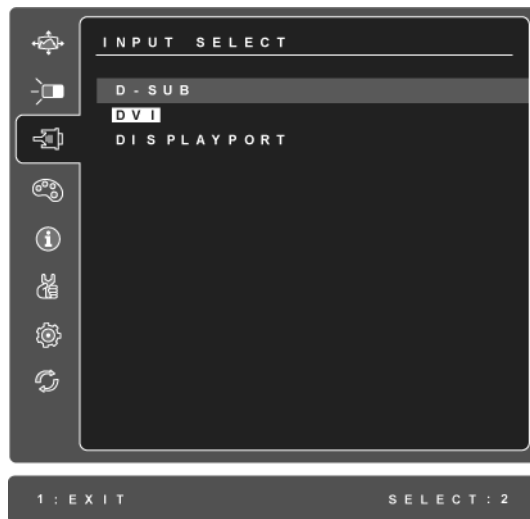 INPUT SELECT
D-SUB
DVI
DISPLAYPORT
1:EXIT SELECT:2